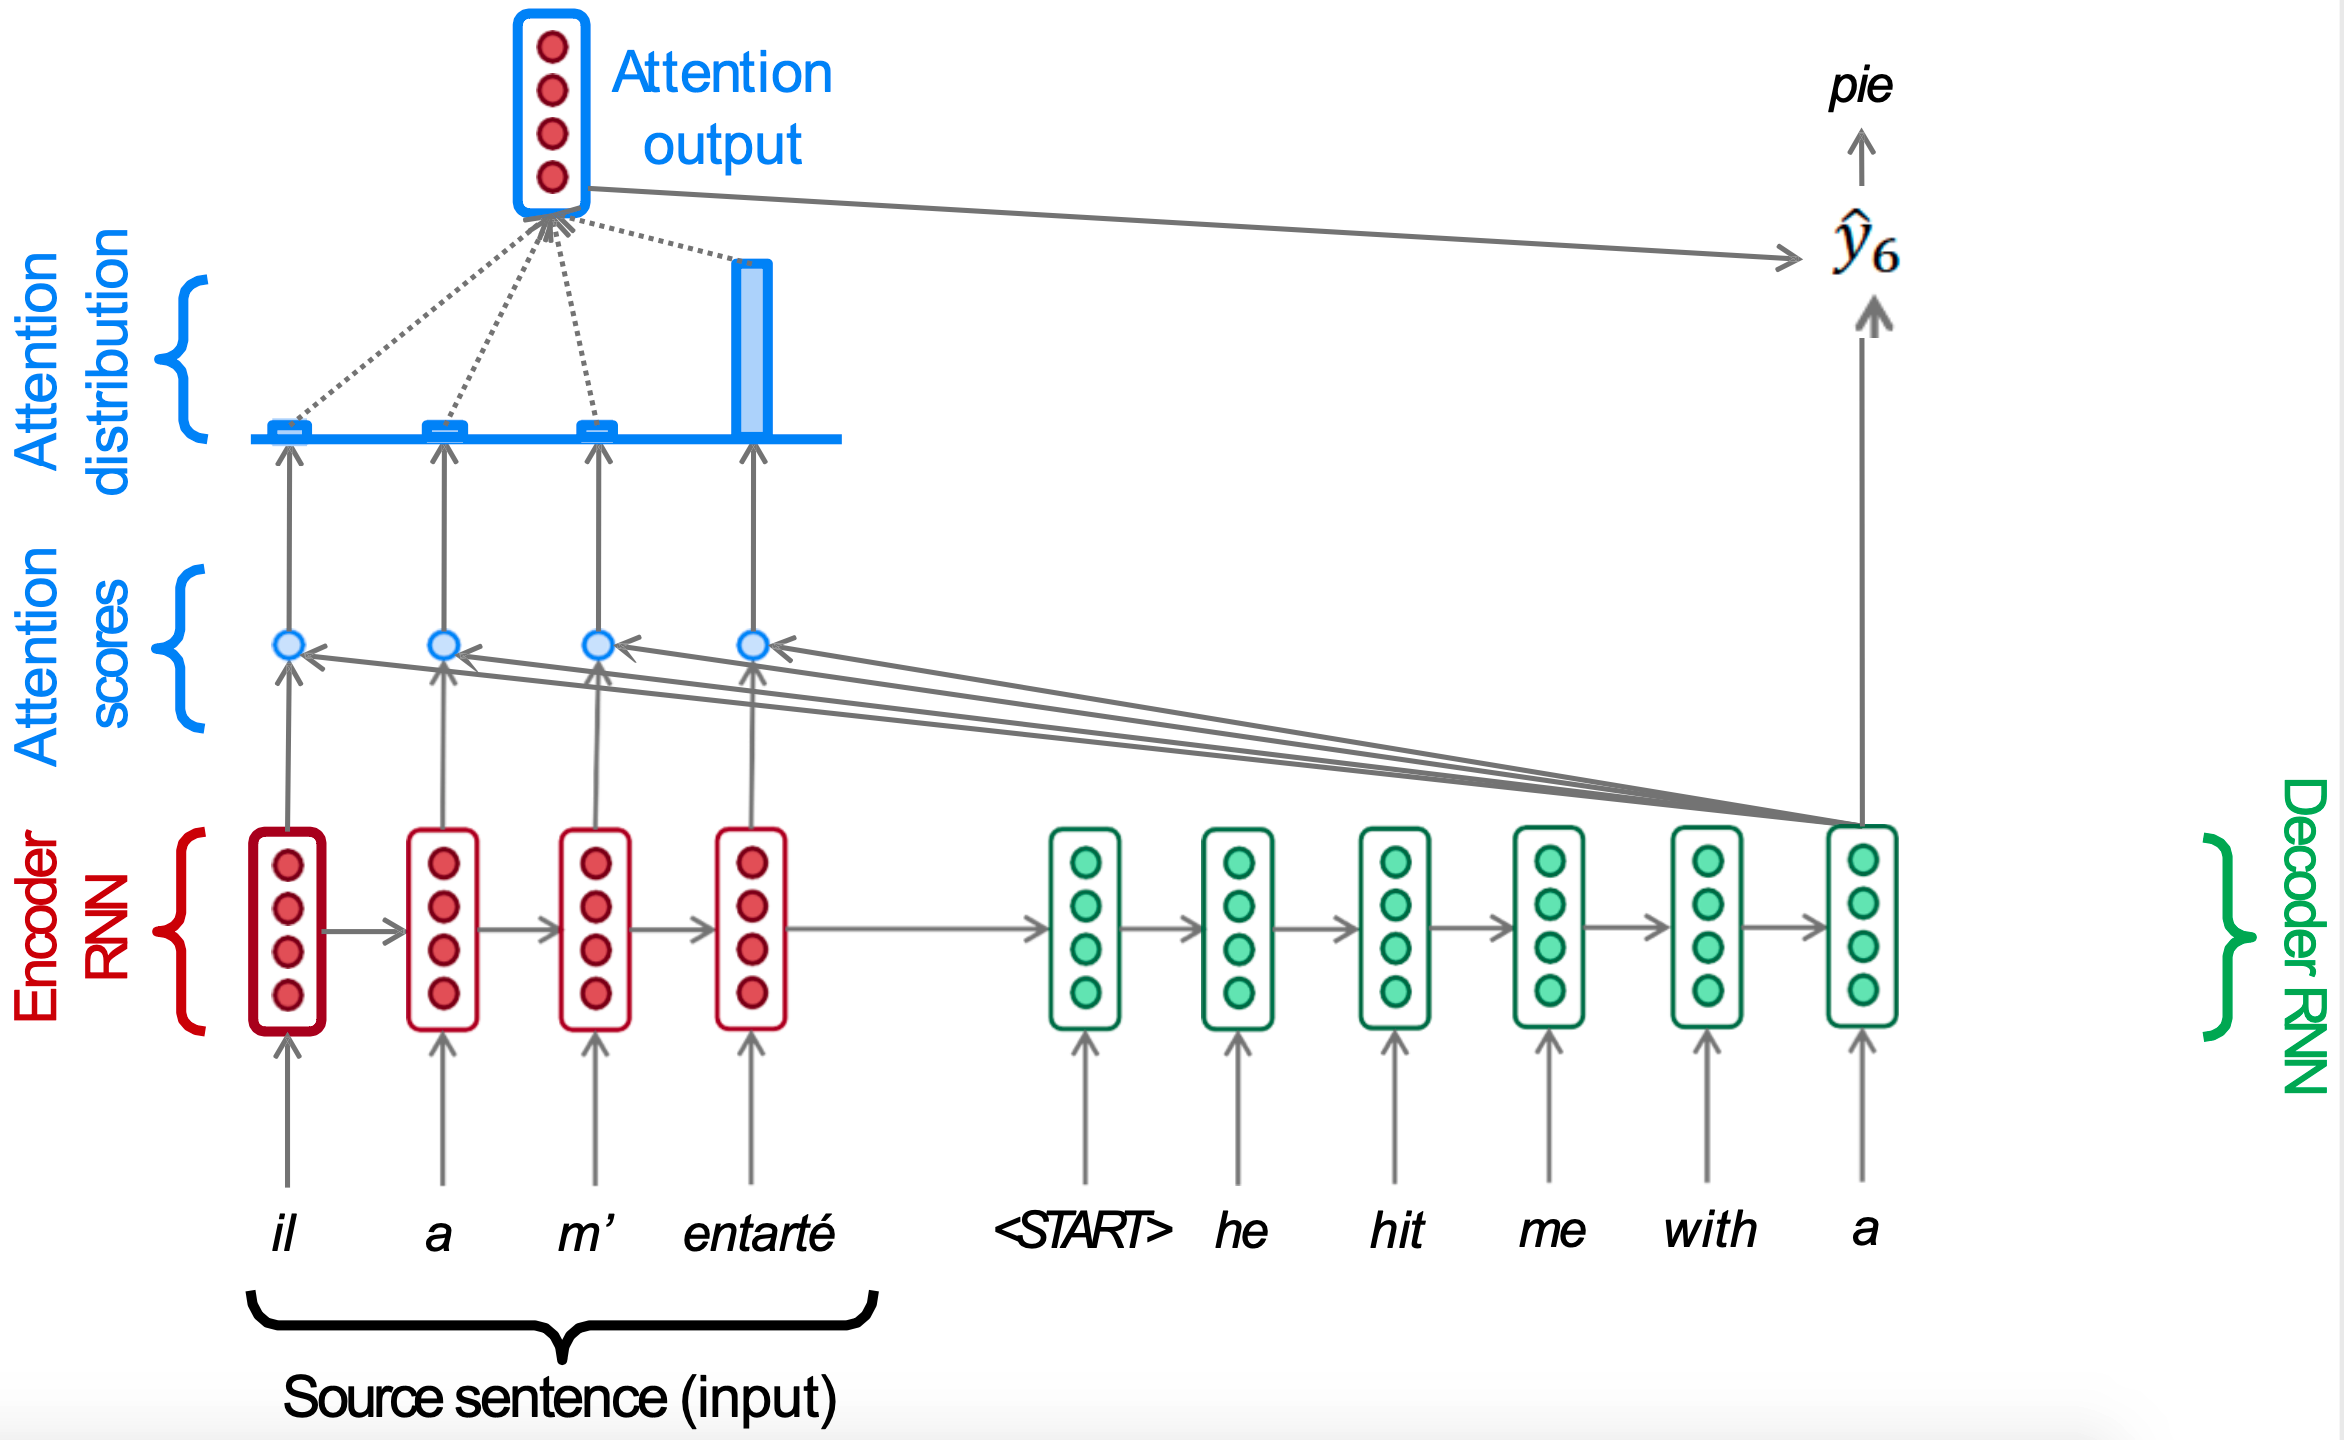 Attention
output
pie
ŷ6
Attention
distribution
Attention
scores
Encoder
RNN
Decoder RNN
il a m’ entarté <START> he hit me with a
Source sentence (input)